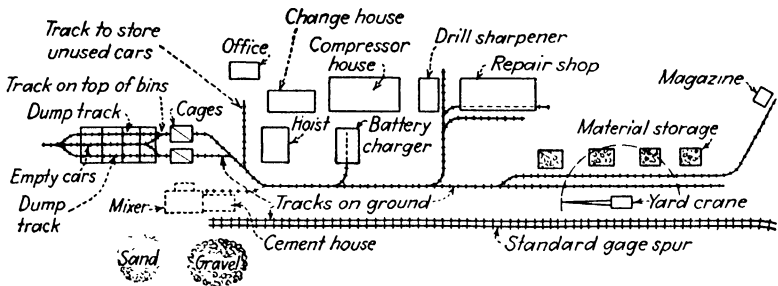 Track to store
unused cars
Office
Change house
Compressor
house
Drill sharpener
Repair shop
Magazine
Track on top of bins
Dump track
Cages
Hoist
Battery
charger
Material storage
Empty cars
Dump
track
Mixer
Tracks on ground
Yard crane
Cement house
Standard gage spur
Sand
Gravel